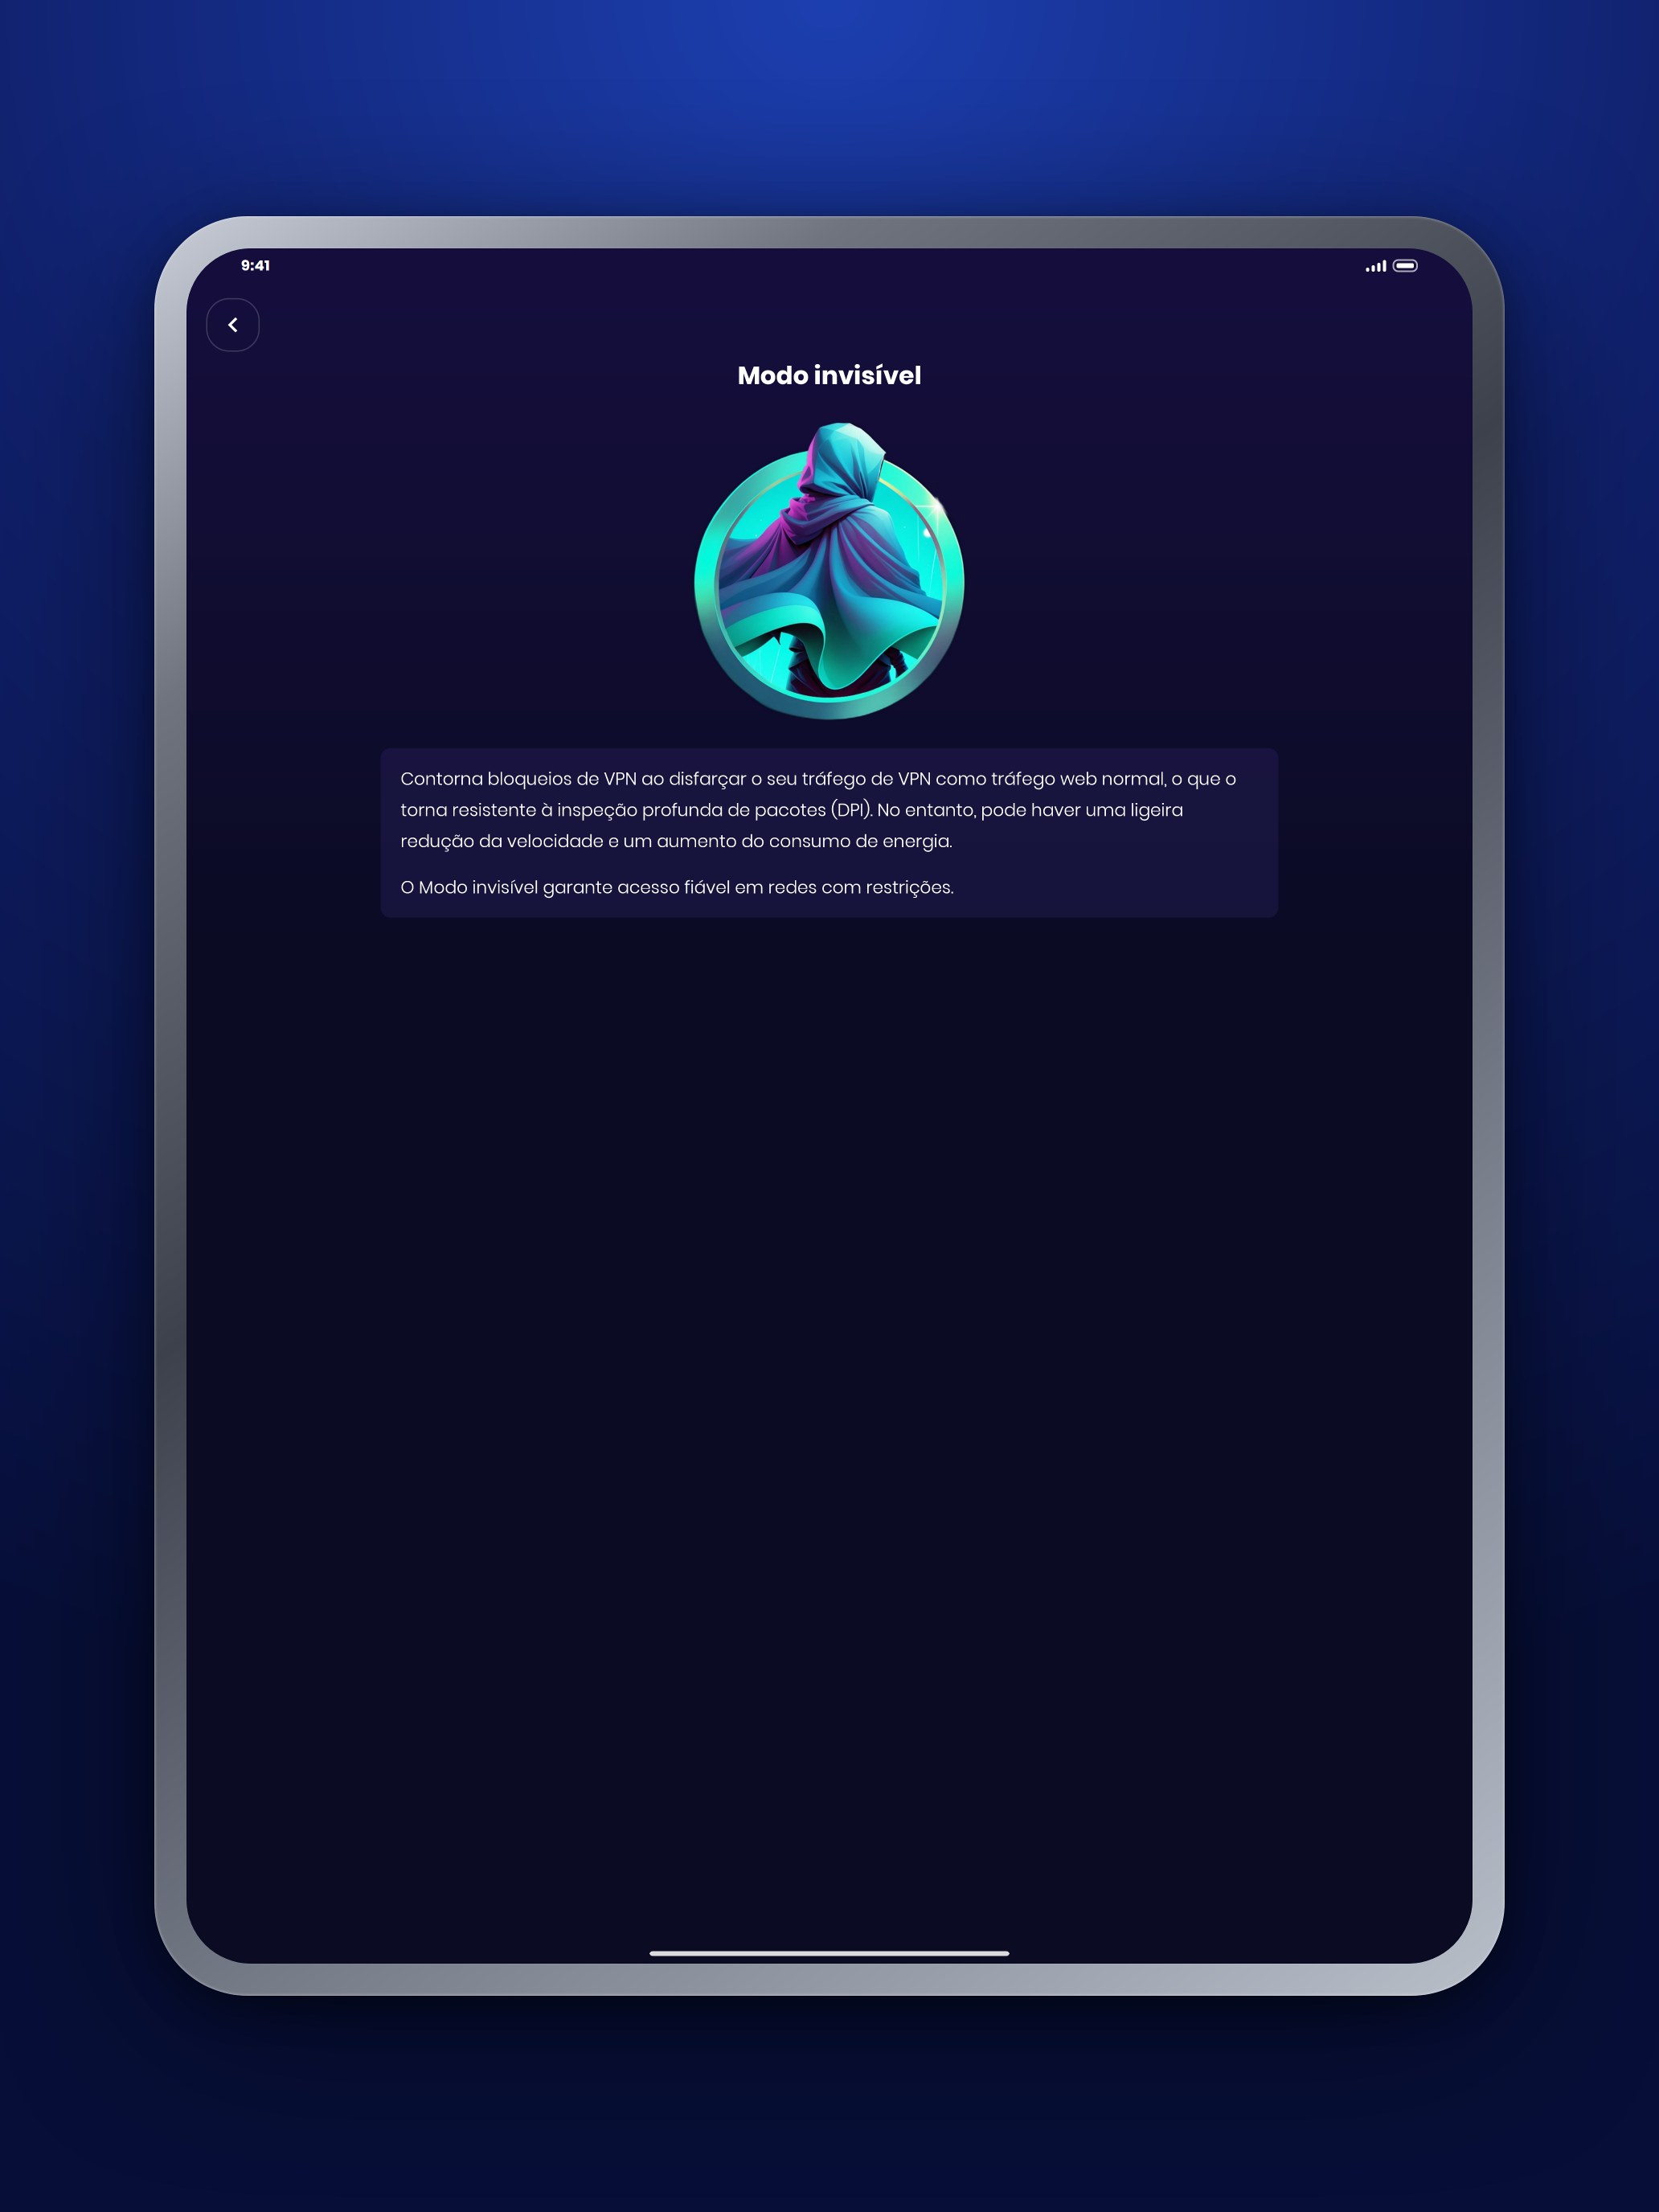 9:41
Modo invisível
Contorna bloqueios de VPN ao disfarçar o seu tráfego de VPN como tráfego web normal, o que o
torna resistente à inspeção profunda de pacotes (DPI). No entanto, pode haver uma ligeira
redução da velocidade e um aumento do consumo de energia.
O Modo invisível garante acesso fiável em redes com restrições.